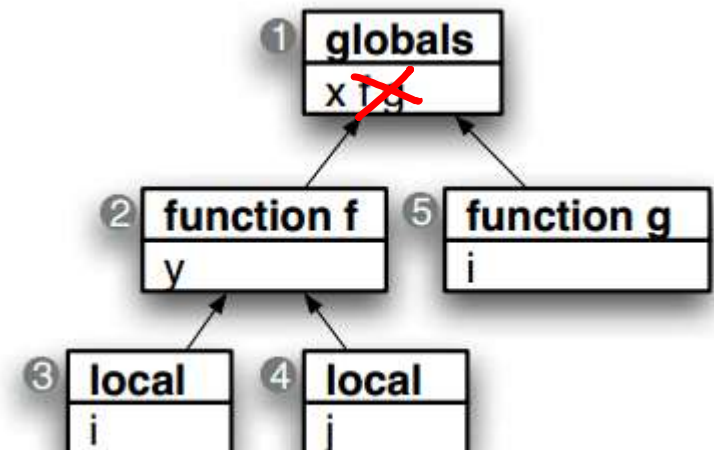 1 globals
x f g
2 function f
y
5 function g
i
3 local
i
4 local
j